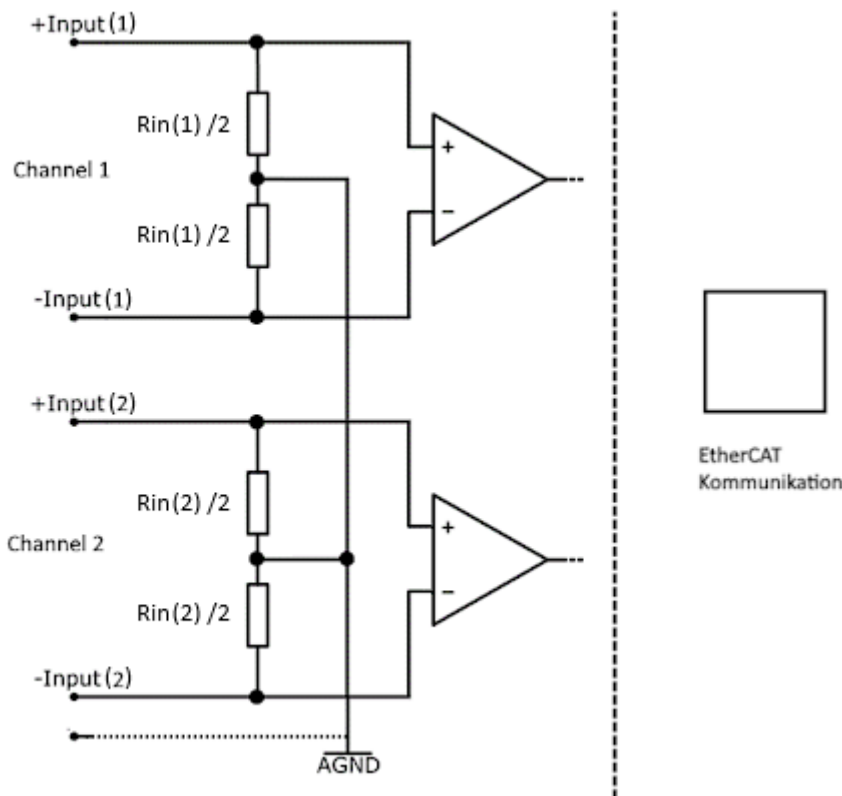 +Input(1)
Rin(1)/2
Channel 1
+
Rin(1)/2
−
-Input(1)
+Input(2)
EtherCAT
Kommunikation
Rin(2)/2
+
Channel 2
−
Rin(2)/2
-Input(2)
AGND